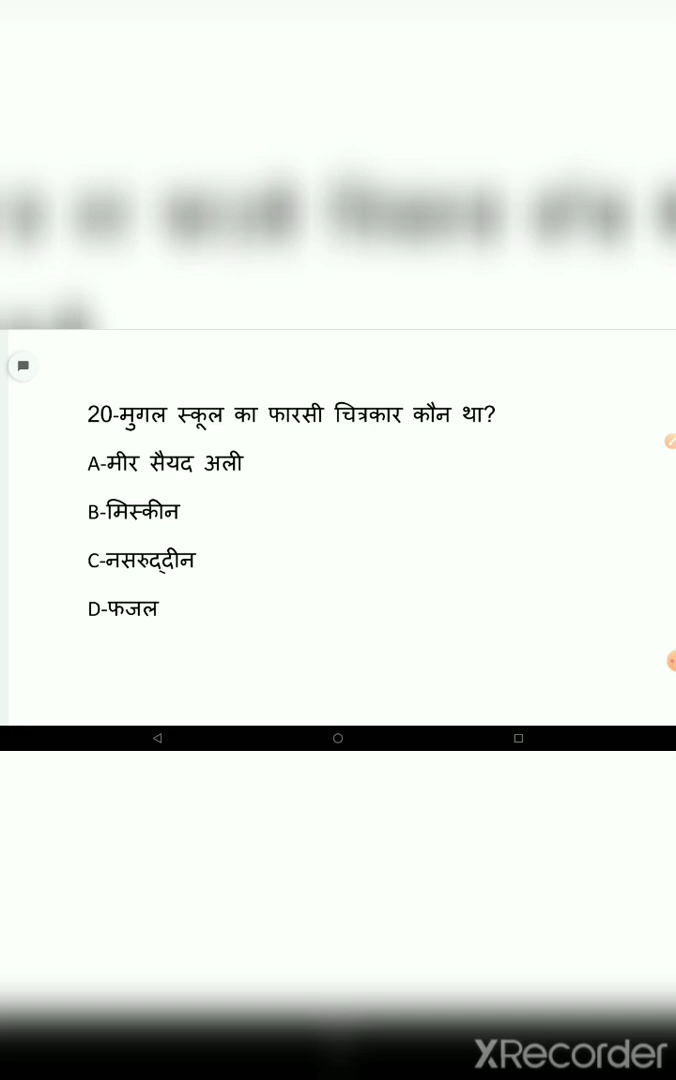 20-मुगल स्कूल का फारसी चित्रकार कौन था?
A-मीर सैयद अली
B-मिस्कीन
C-नसरुद्दीन
D-फजल
XRecorder